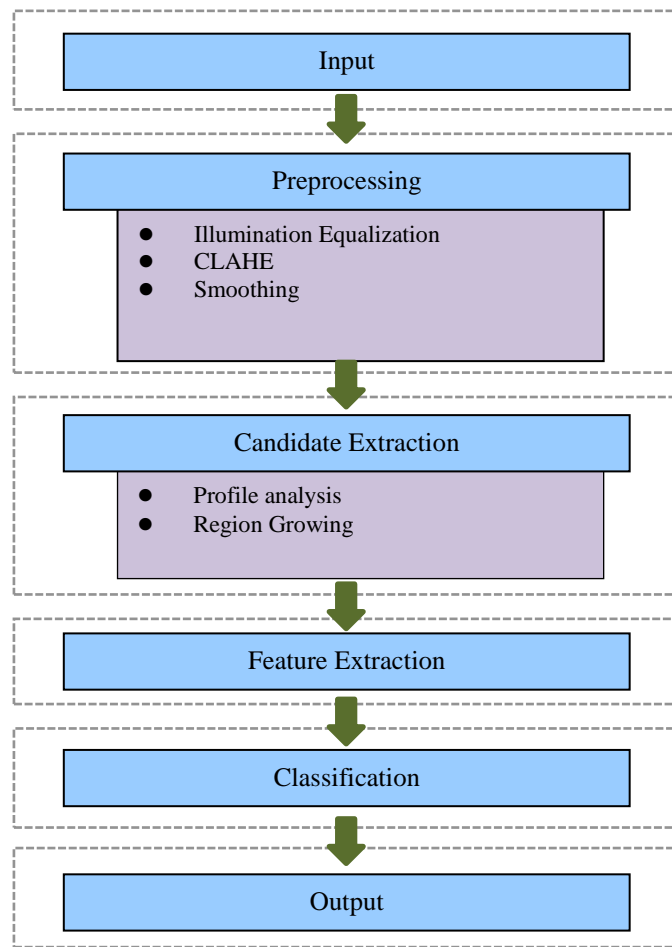 Input
Preprocessing
● Illumination Equalization
● CLAHE
● Smoothing
Candidate Extraction
● Profile analysis
● Region Growing
Feature Extraction
Classification
Output